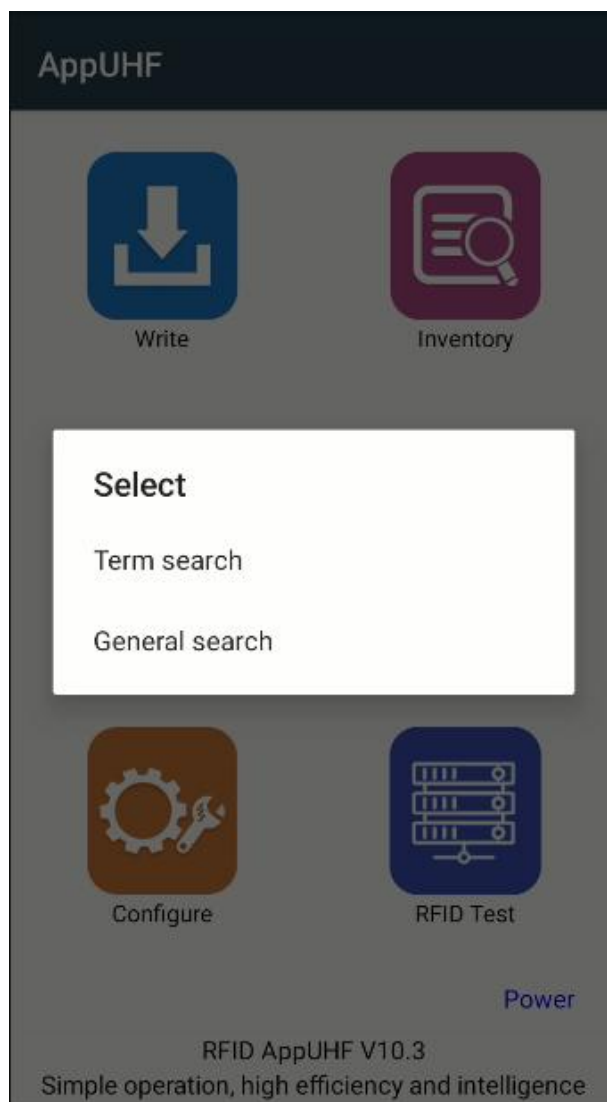 AppUHF
Write
Inventory
Select
Term search
General search
Configure
RFID Test
Power
RFID AppUHF V10.3
Simple operation, high efficiency and intelligence